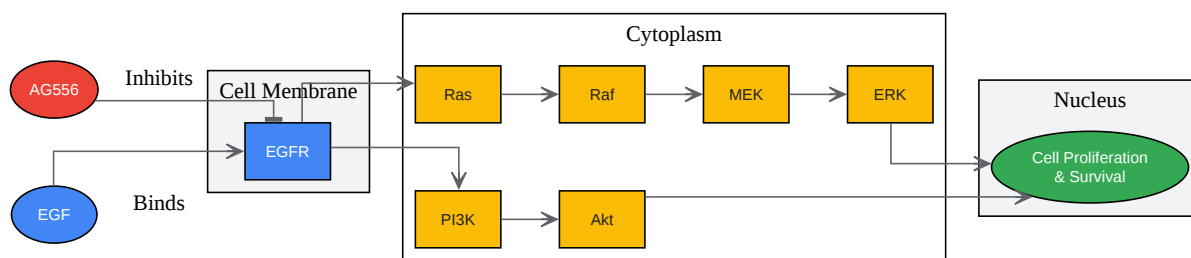 Cytoplasm
Inhibits
AG556
Cell Membrane
Ras
Raf
MEK
ERK
Nucleus
EGFR
Cell Proliferation
& Survival
Binds
EGF
PI3K
Akt